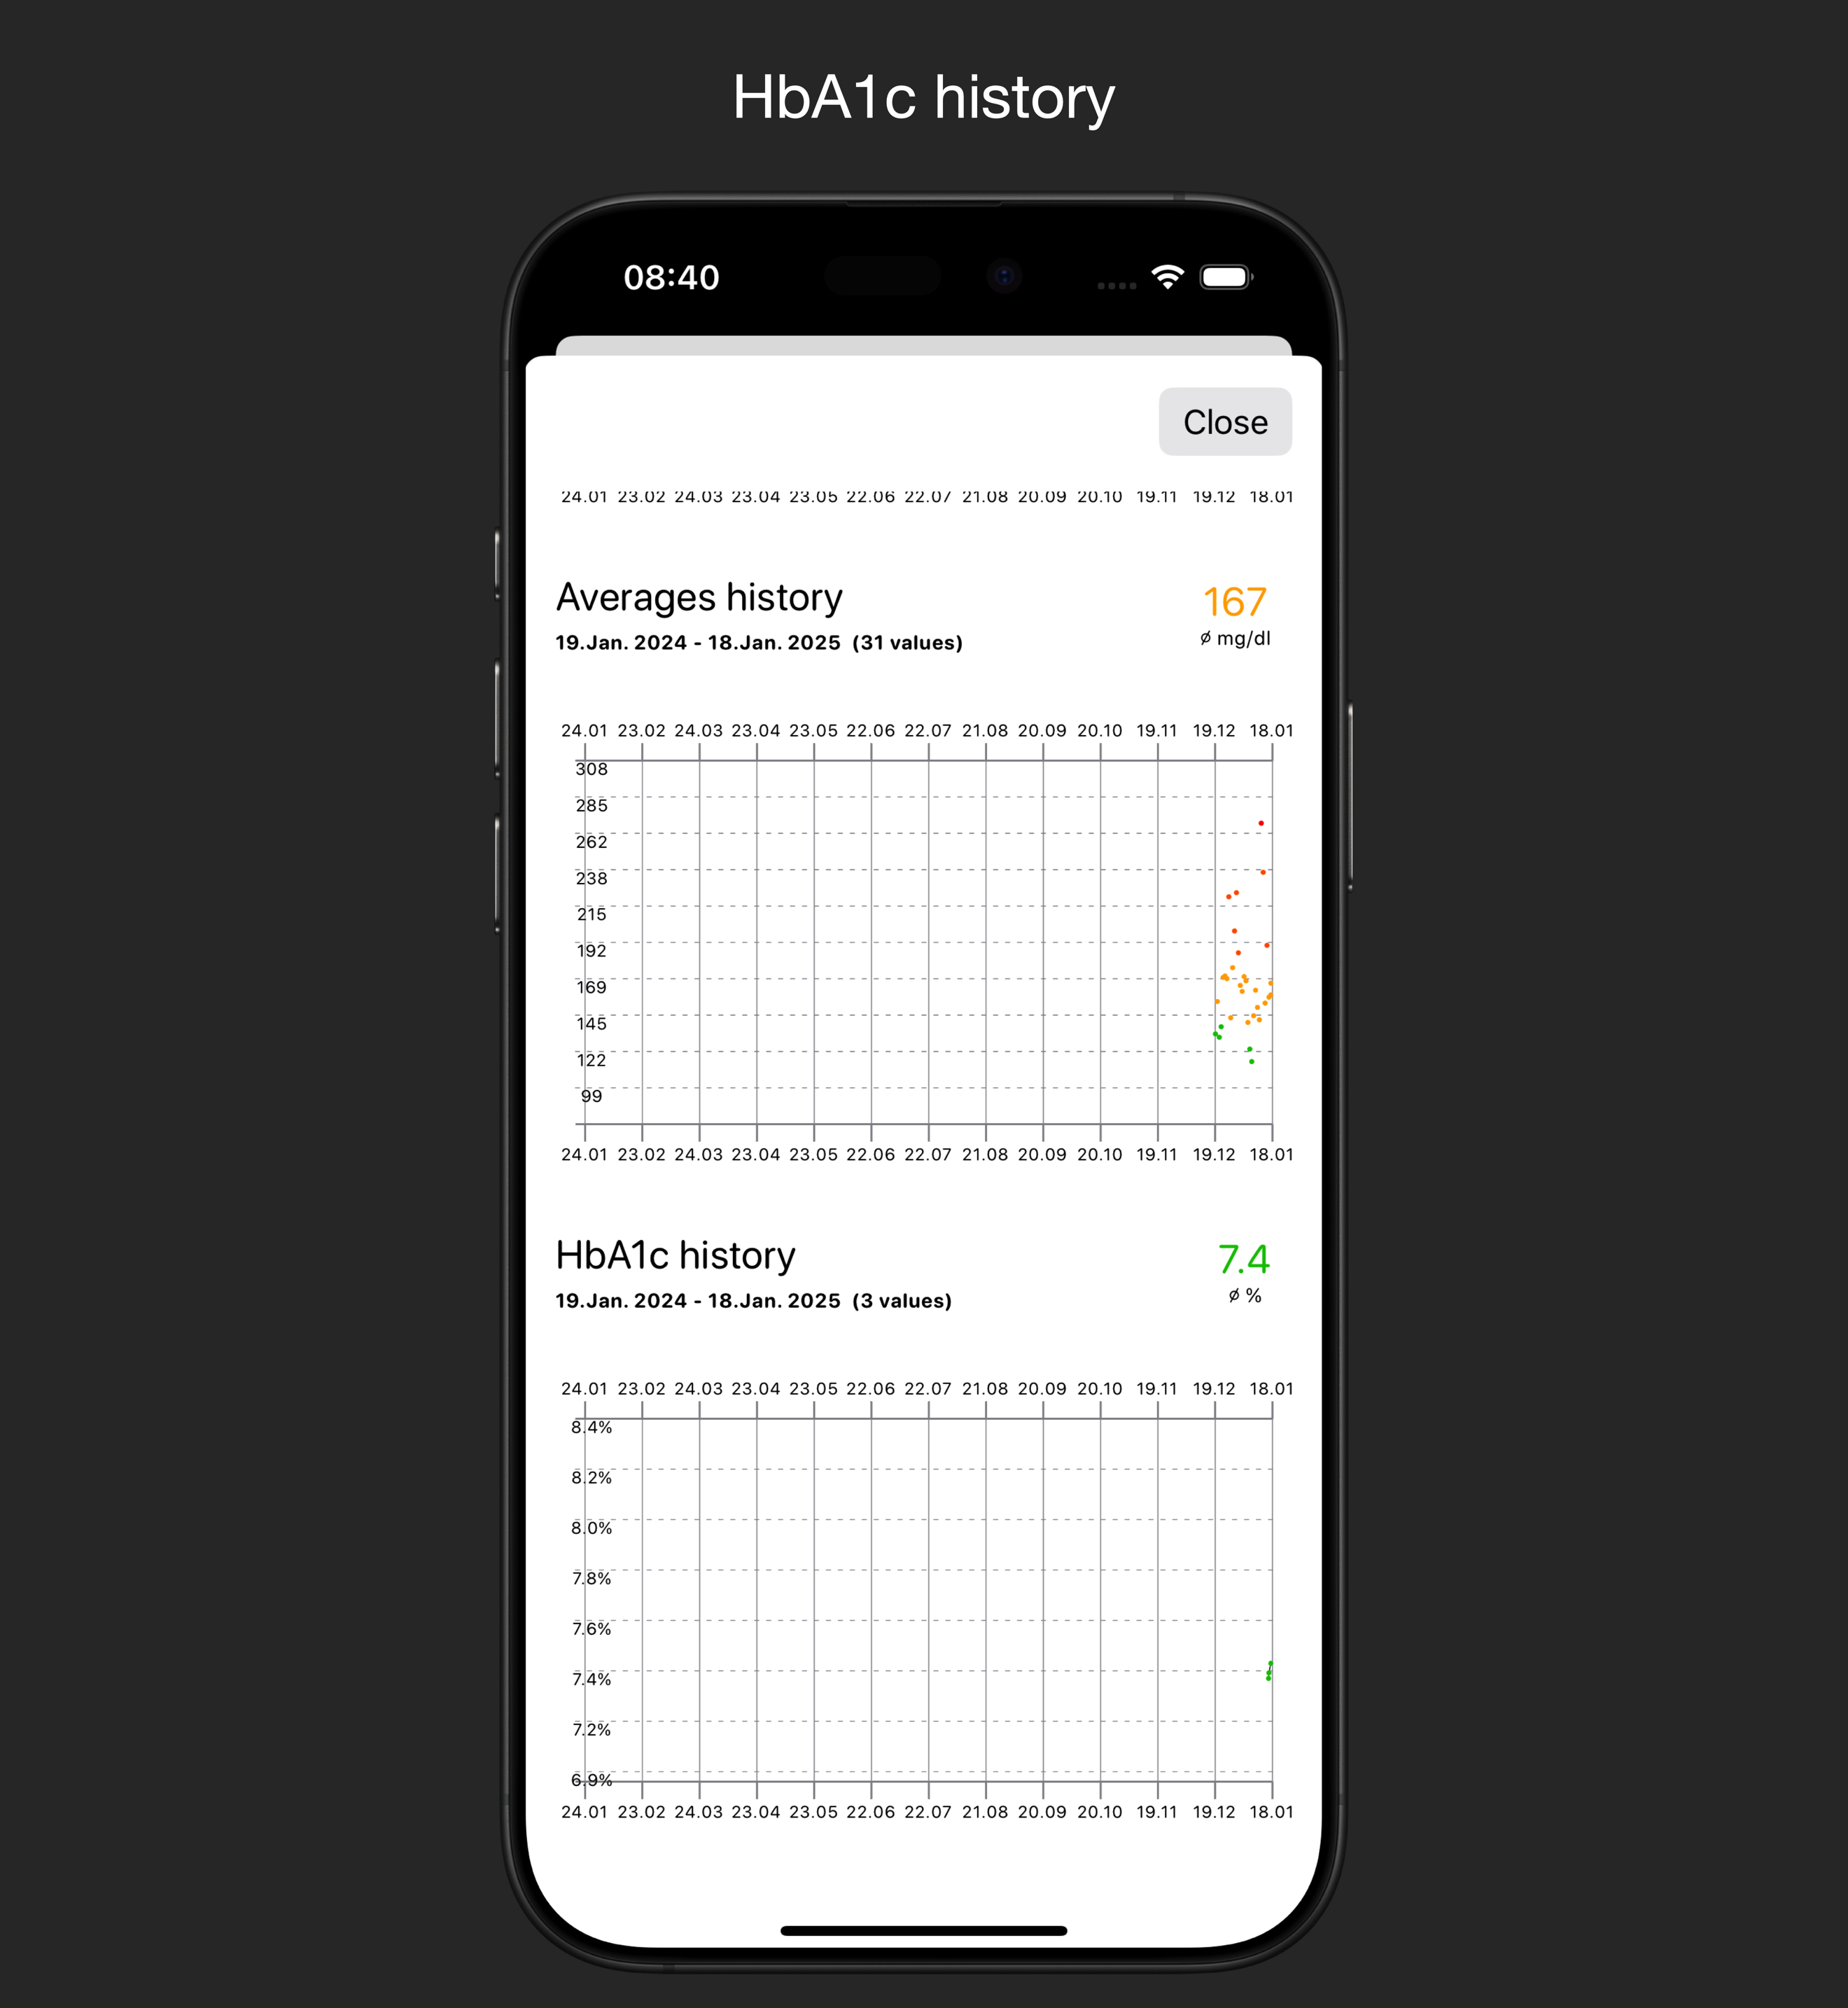 HbA1c history
08:40
Close
24.01 23.02 24.03 23.04 23.05 22.06 22.07 21.08 20.09 20.10 19.11 19.12 18.01
Averages history
167
19.Jan. 2024 - 18.Jan. 2025 (31 values)
ø mg/dl
24.01 23.02 24.03 23.04 23.05 22.06 22.07 21.08 20.09 20.10 19.11 19.12 18.01
308
285
262
238
215
192
169
145
122
99
24.01 23.02 24.03 23.04 23.05 22.06 22.07 21.08 20.09 20.10 19.11 19.12 18.01
HbA1c history
7.4
19.Jan. 2024 - 18.Jan. 2025 (3 values)
ø %
24.01 23.02 24.03 23.04 23.05 22.06 22.07 21.08 20.09 20.10 19.11 19.12 18.01
8.4%
8.2%
8.0%
7.8%
7.6%
7.4%
7.2%
6.9%
24.01 23.02 24.03 23.04 23.05 22.06 22.07 21.08 20.09 20.10 19.11 19.12 18.01